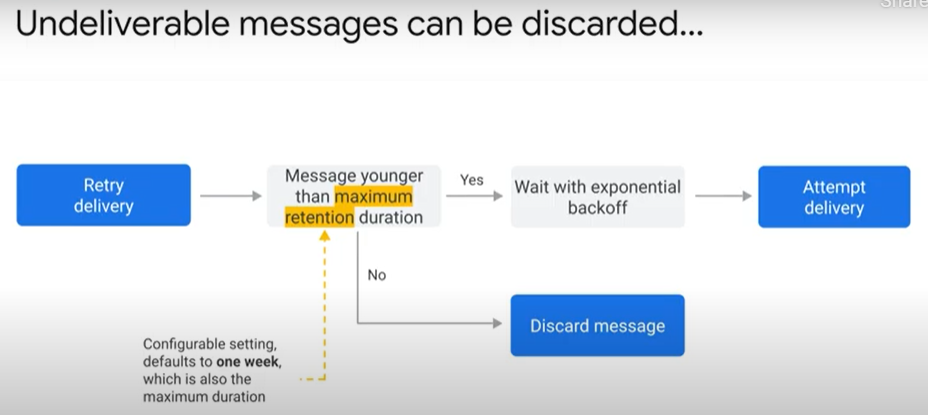 Share
Undeliverable messages can be discarded...
Retry
delivery
Message younger
than maximum
retention duration
Yes
Wait with exponential
backoff
Attempt
delivery
No
Discard message
Configurable setting,
defaults to one week,
which is also the
maximum duration